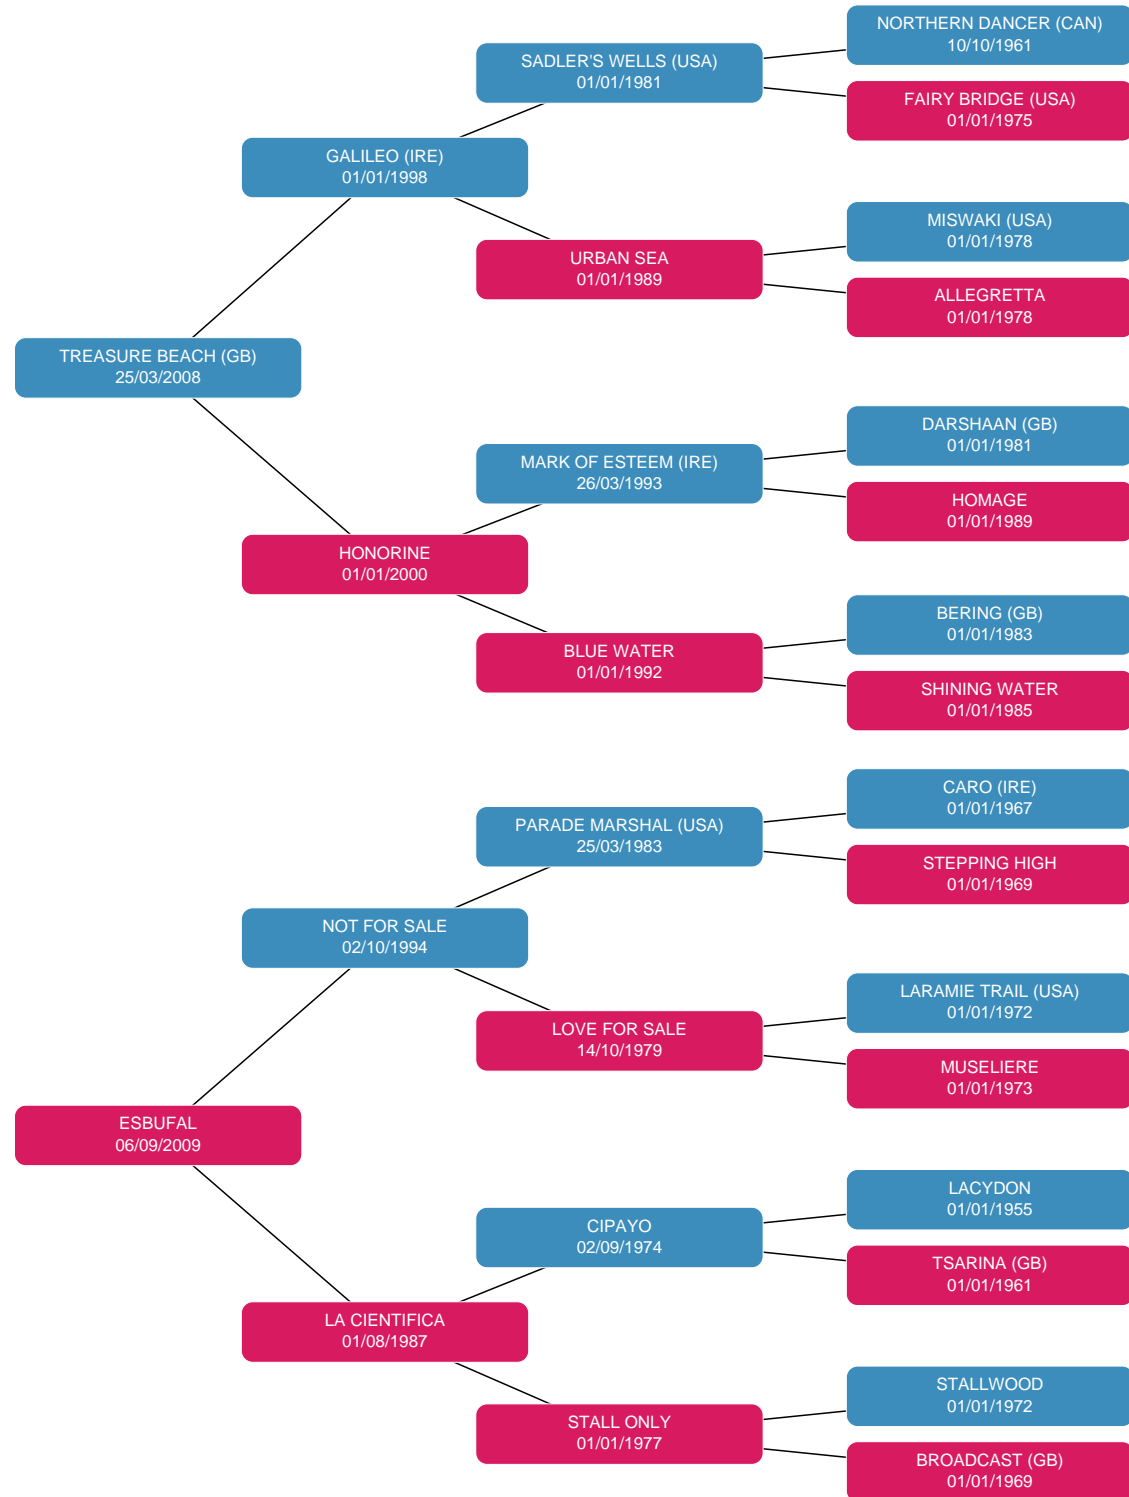 NORTHERN DANCER (CAN)
10/10/1961
SADLER'S WELLS (USA)
01/01/1981
FAIRY BRIDGE (USA)
01/01/1975
GALILEO (IRE)
01/01/1998
MISWAKI (USA)
01/01/1978
URBAN SEA
01/01/1989
ALLEGRETTA
01/01/1978
TREASURE BEACH (GB)
25/03/2008
DARSHAAN (GB)
01/01/1981
MARK OF ESTEEM (IRE)
26/03/1993
HOMAGE
01/01/1989
HONORINE
01/01/2000
BERING (GB)
01/01/1983
BLUE WATER
01/01/1992
SHINING WATER
01/01/1985
CARO (IRE)
01/01/1967
PARADE MARSHAL (USA)
25/03/1983
STEPPING HIGH
01/01/1969
NOT FOR SALE
02/10/1994
LARAMIE TRAIL (USA)
01/01/1972
LOVE FOR SALE
14/10/1979
MUSELIERE
01/01/1973
ESBUFAL
06/09/2009
LACYDON
01/01/1955
CIPAYO
02/09/1974
TSARINA (GB)
01/01/1961
LA CIENTIFICA
01/08/1987
STALLWOOD
01/01/1972
STALL ONLY
01/01/1977
BROADCAST (GB)
01/01/1969